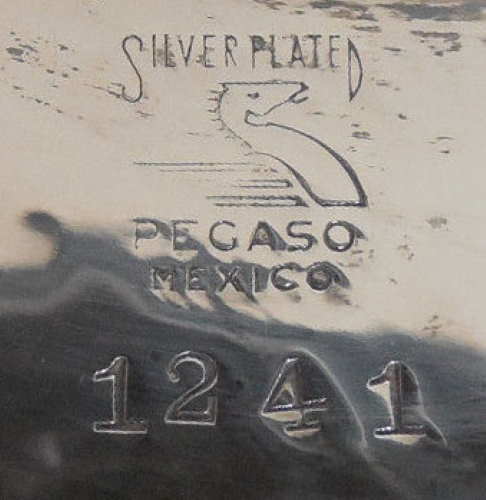 SILVER PLATED
PEGASO
MEXICO
1241